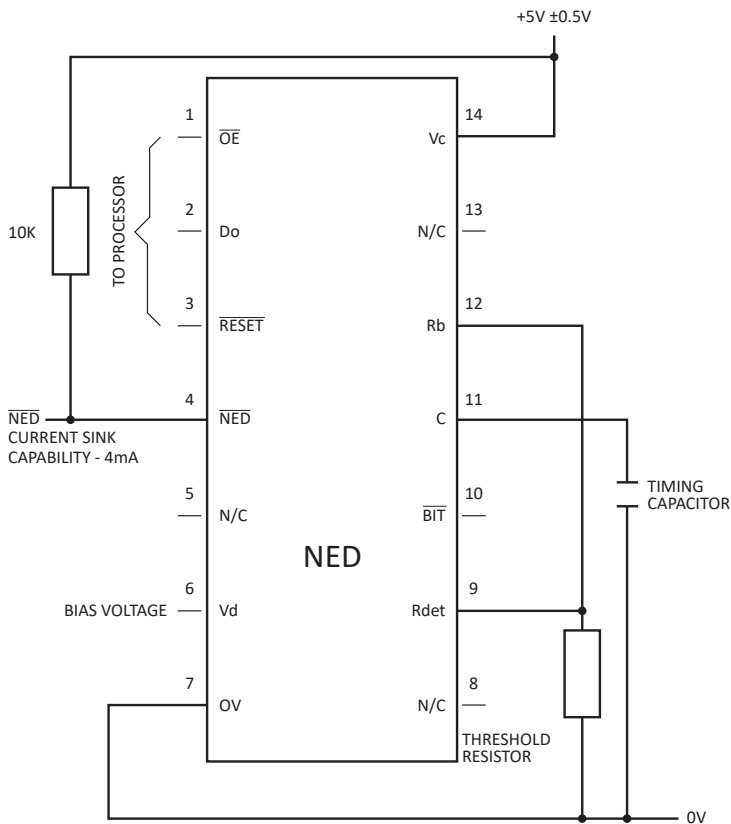 +5V ±0.5V
1
OE
14
Vc
TO PROCESSOR
10K
2
Do
13
N/C
3
RESET
12
Rb
4
NED
11
C
NED
CURRENT SINK
CAPABILITY - 4mA
5
N/C
10
BIT
TIMING
CAPACITOR
NED
BIAS VOLTAGE
6
Vd
9
Rdet
7
OV
8
N/C
THRESHOLD
RESISTOR
0V